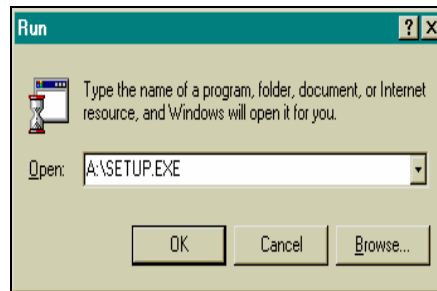 Run
Type the name of a program, folder, document, or Internet
resource, and Windows will open it for you.
Open: A:\SETUP.EXE
OK Cancel Browse...